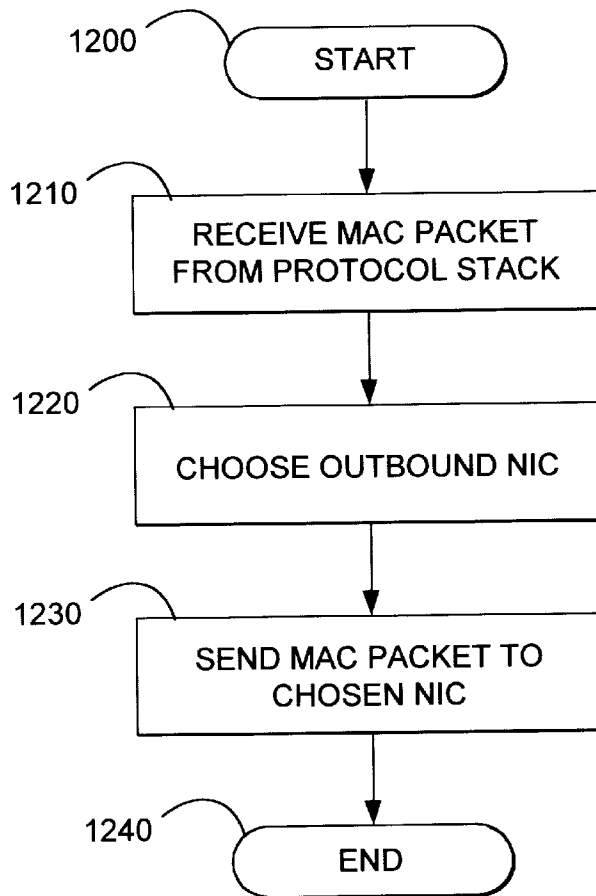 1200
START
1210
RECEIVE MAC PACKET
FROM PROTOCOL STACK
1220
CHOOSE OUTBOUND NIC
1230
SEND MAC PACKET TO
CHOSEN NIC
1240
END